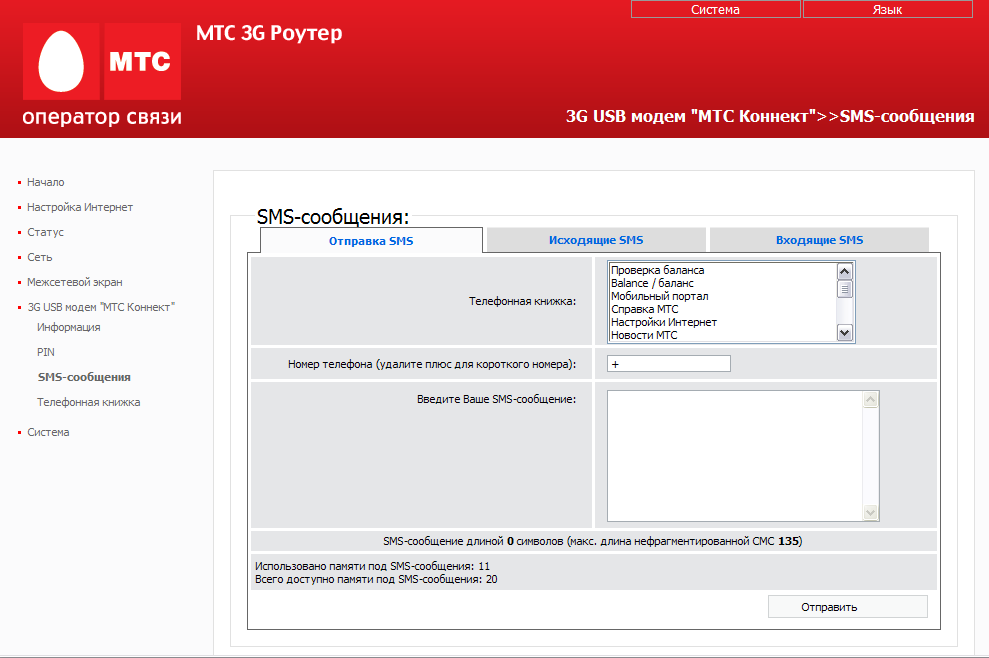 Система
Язык
МТС 3G Роутер
МТС
оператор связи
3G USB модем "МТС Коннект">>SMS-сообщения
Начало
Настройка Интернет
Статус
Сеть
Межсетевой экран
3G USB модем "МТС Коннект"
Информация
PIN
SMS-сообщения
Телефонная книжка
Система
SMS-сообщения:
Отправка SMS
Исходящие SMS
Входящие SMS
Телефонная книжка:
Проверка баланса
Balance / баланс
Мобильный портал
Справка МТС
Настройки Интернет
Новости МТС
Номер телефона (удалите плюс для короткого номера):
+
Введите Ваше SMS-сообщение:
SMS-сообщение длиной 0 символов (макс. длина нефрагментированной СМС 135)
Использовано памяти под SMS-сообщения: 11
Всего доступно памяти под SMS-сообщения: 20
Отправить